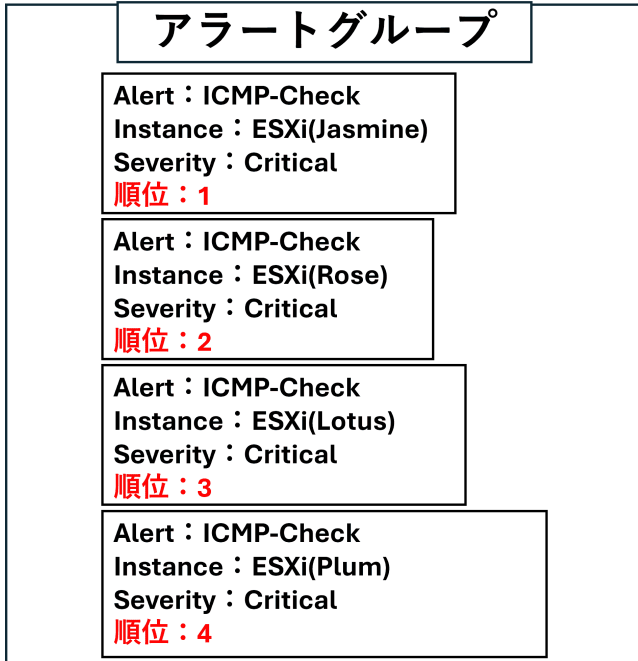 アラートグループ
Alert：ICMP-Check
Instance：ESXi(Jasmine)
Severity：Critical
順位：1
Alert：ICMP-Check
Instance：ESXi(Rose)
Severity：Critical
順位：2
Alert：ICMP-Check
Instance：ESXi(Lotus)
Severity：Critical
順位：3
Alert：ICMP-Check
Instance：ESXi(Plum)
Severity：Critical
順位：4